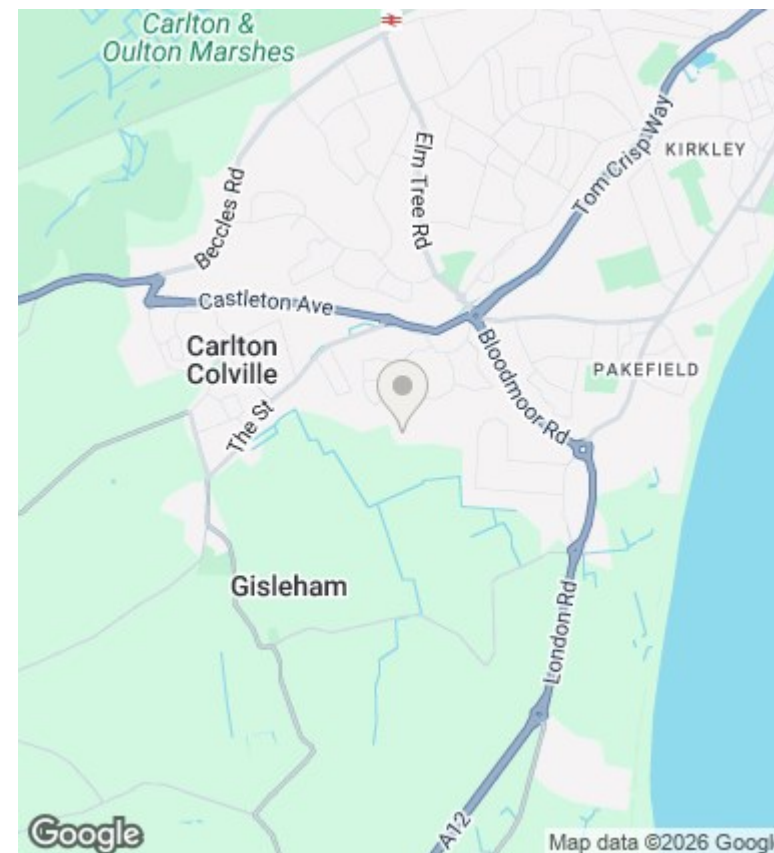 Carlton &
Oulton Marshes
Elm Tree Rd
Tom Crisp Way
KIRKLEY
Beccles Rd
Castleton Ave
Carlton
Colville
Bloodmoor Rd
PAKEFIELD
The St
Gisleham
London Rd
A12
Google
Map data ©2026 Googl